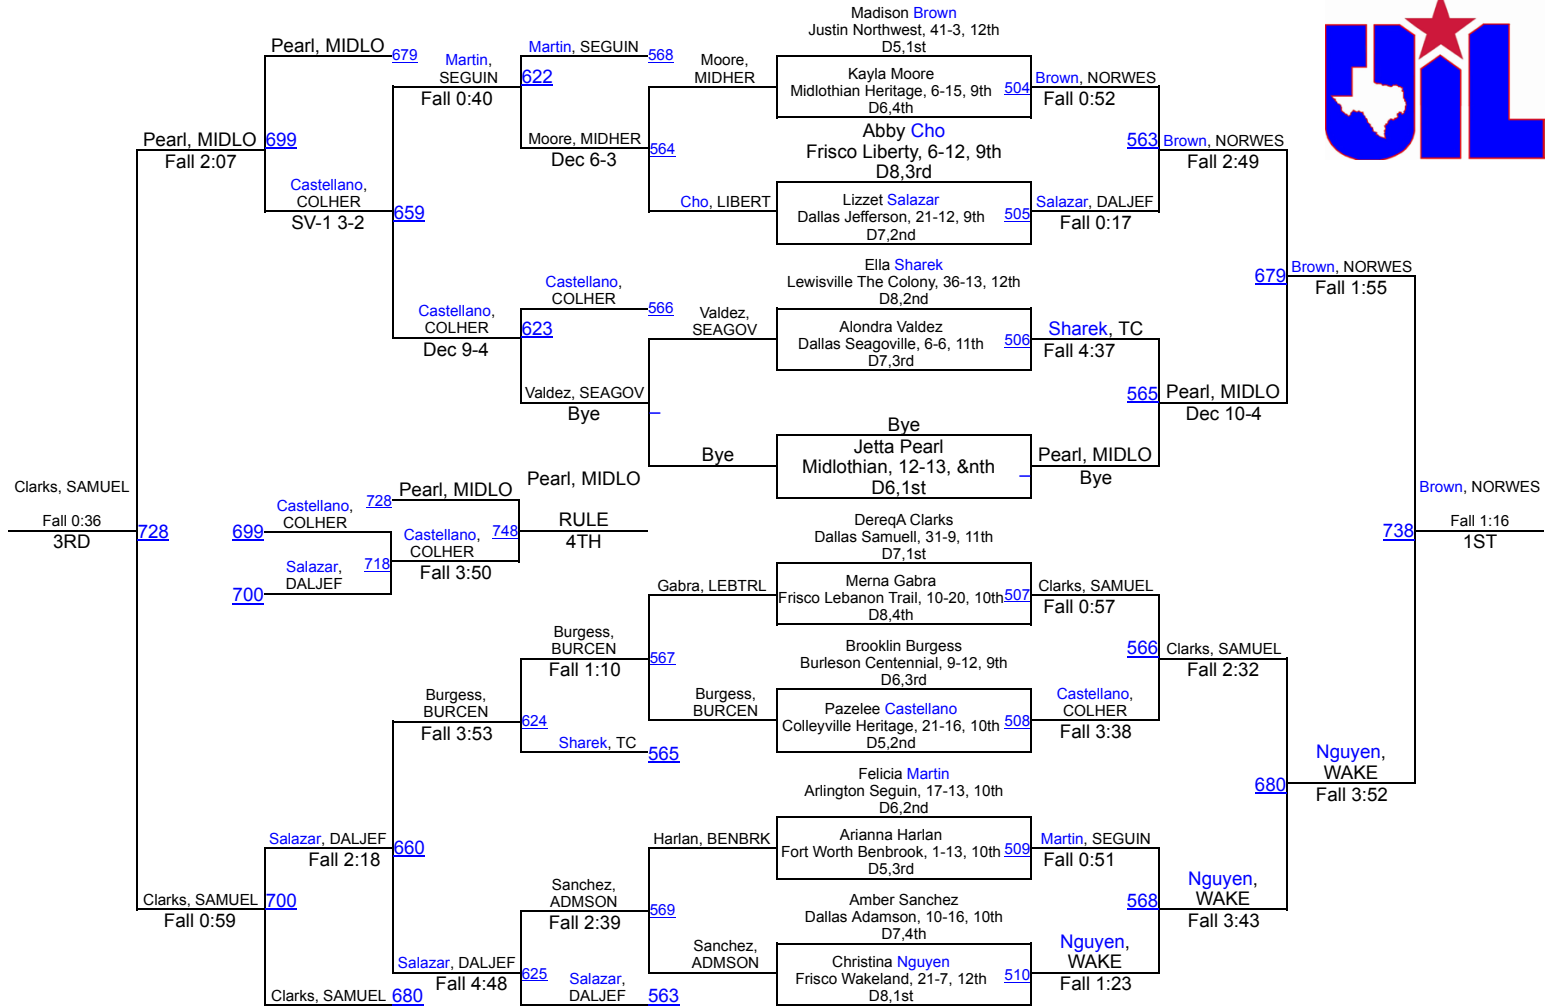 Pearl, MIDLO
679
Martin,
SEGUIN
Fall 0:40
Martin, SEGUIN
568
622
Moore,
MIDHER
Madison Brown
Justin Northwest, 41-3, 12th
D5,1st
Kayla Moore
Midlothian Heritage, 6-15, 9th
D6,4th
504
Brown, NORWES
Fall 0:52
UIL
Pearl, MIDLO
699
Fall 2:07
Moore, MIDHER
564
Dec 6-3
Abby Cho
Frisco Liberty, 6-12, 9th
D8,3rd
563
Brown, NORWES
Fall 2:49
Castellano,
COLHER
SV-1 3-2
659
Cho, LIBERT
Lizzet Salazar
Dallas Jefferson, 21-12, 9th
D7,2nd
505
Salazar, DALJEF
Fall 0:17
Castellano,
COLHER
Dec 9-4
Castellano,
COLHER
566
623
Valdez,
SEAGOV
Ella Sharek
Lewisville The Colony, 36-13, 12th
D8,2nd
Alondra Valdez
Dallas Seagoville, 6-6, 11th
D7,3rd
506
Sharek, TC
Fall 4:37
679
Brown, NORWES
Fall 1:55
Valdez, SEAGOV
Bye
565
Pearl, MIDLO
Dec 10-4
Bye
Bye
Jetta Pearl
Midlothian, 12-13, &nth
D6,1st
Pearl, MIDLO
Bye
Clarks, SAMUEL
Fall 0:36
3RD
728
Castellano,
COLHER
699
728
Pearl, MIDLO
Pearl, MIDLO
Castellano,
COLHER
748
RULE
4TH
Salazar,
DALJEF
718
Fall 3:50
700
DereqA Clarks
Dallas Samuell, 31-9, 11th
D7,1st
Merna Gabra
Frisco Lebanon Trail, 10-20, 10th
D8,4th
507
Clarks, SAMUEL
Fall 0:57
738
Brown, NORWES
Fall 1:16
1ST
Gabra, LEBTRL
Burgess,
BURCEN
Fall 1:10
567
Brooklin Burgess
Burleson Centennial, 9-12, 9th
D6,3rd
566
Clarks, SAMUEL
Fall 2:32
Burgess,
BURCEN
Fall 3:53
624
Burgess,
BURCEN
Pazelee Castellano
Colleyville Heritage, 21-16, 10th
D5,2nd
508
Castellano,
COLHER
Fall 3:38
Sharek, TC
565
Felicia Martin
Arlington Seguin, 17-13, 10th
D6,2nd
680
Nguyen,
WAKE
Fall 3:52
Salazar, DALJEF
660
Fall 2:18
Harlan, BENBRK
Arianna Harlan
Fort Worth Benbrook, 1-13, 10th
D5,3rd
509
Martin, SEGUIN
Fall 0:51
Clarks, SAMUEL
700
Fall 0:59
Sanchez,
ADMSON
Fall 2:39
569
Amber Sanchez
Dallas Adamson, 10-16, 10th
D7,4th
568
Nguyen,
WAKE
Fall 3:43
Sanchez,
ADMSON
Christina Nguyen
Frisco Wakeland, 21-7, 12th
D8,1st
510
Nguyen,
WAKE
Fall 1:23
Salazar, DALJEF
Fall 4:48
625
Salazar,
DALJEF
563
Clarks, SAMUEL
680